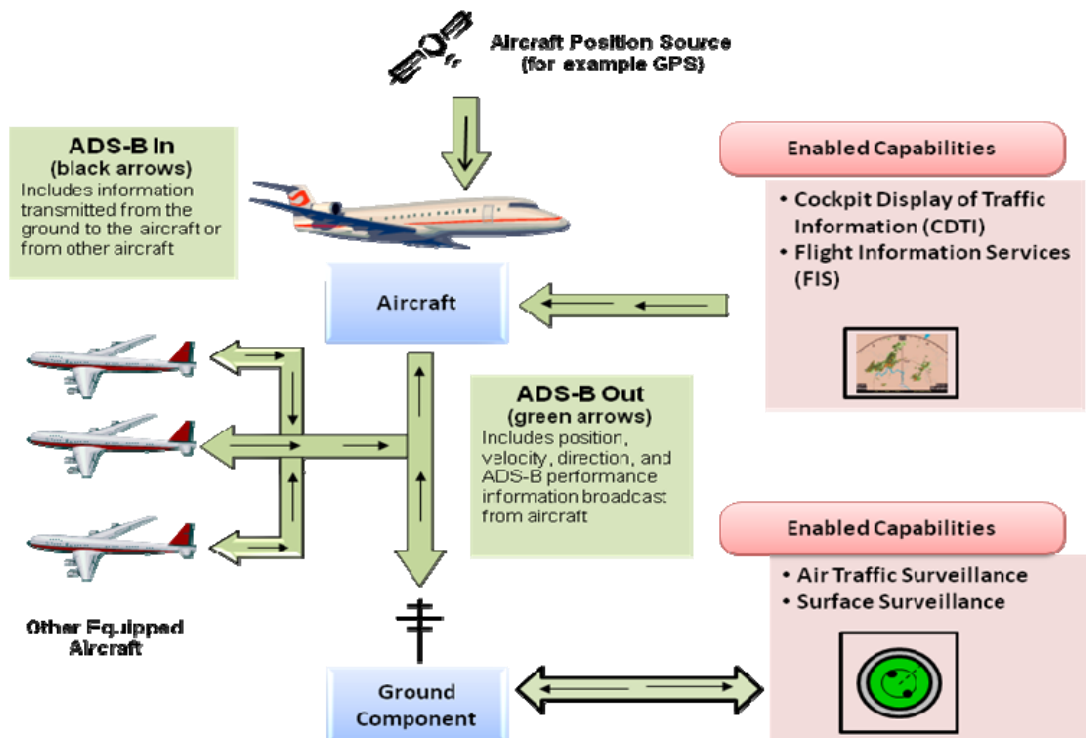 Aircraft Position Source
(for example GPS)
ADS-B In
(black arrows)
Includes information
transmitted from the
ground to the aircraft or
from other aircraft
Enabled Capabilities
• Cockpit Display of Traffic
Information (CDTI)
• Flight Information Services
(FIS)
Aircraft
ADS-B Out
(green arrows)
Includes position,
velocity, direction, and
ADS-B performance
information broadcast
from aircraft
Other Equipped
Aircraft
Enabled Capabilities
• Air Traffic Surveillance
• Surface Surveillance
Ground
Component